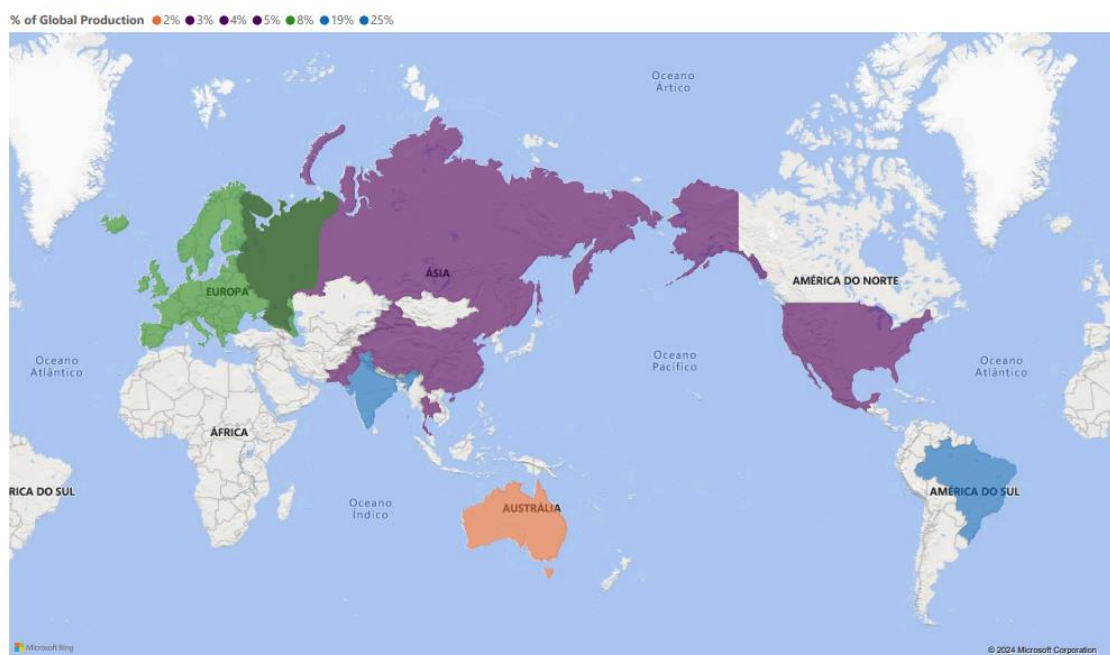 % of Global Production 2% 3% 4% 5% 8% 19% 25%
Oceano
Ártico
ÁSIA
AMÉRICA DO NORTE
EUROPA
Oceano
Atlântico
Oceano
Pacífico
Oceano
Atlântico
ÁFRICA
RICA DO SUL
Oceano
Índico
AUSTRÁLIA
AMÉRICA DO SUL
Microsoft Bing
© 2024 Microsoft Corporation